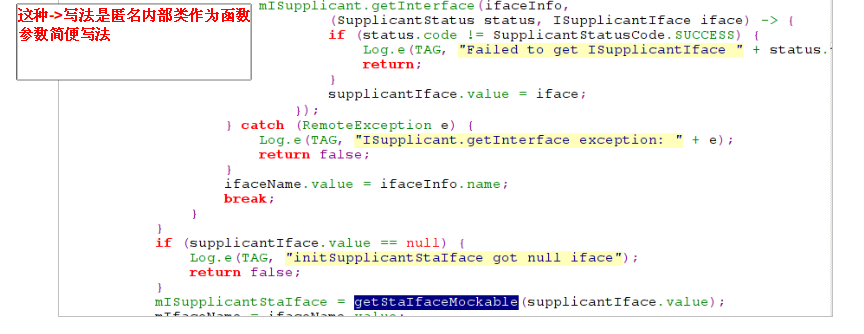 这种->写法是匿名内部类作为函数
参数简便写法
mISupplicant.getInterface(ifaceInfo,
(SupplicantStatus status, ISupplicantIface iface) -> {
if (status.code != SupplicantStatusCode.SUCCESS) {
Log.e(TAG, "Failed to get ISupplicantIface " + status.
return;
}
supplicantIface.value = iface;
});
} catch (RemoteException e) {
Log.e(TAG, "ISupplicant.getInterface exception: " + e);
return false;
}
ifaceName.value = ifaceInfo.name;
break;
}
}
if (supplicantIface.value == null) {
Log.e(TAG, "initSupplicantStaIface got null iface");
return false;
}
mISupplicantStaIface = getStaIfaceMockable(supplicantIface.value);
mIfaceName = ifaceName.value;